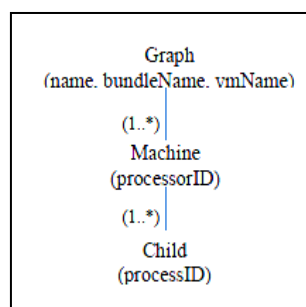 Graph
(name, bundleName, vmName)
(1..*)
Machine
(processorID)
(1..*)
Child
(processID)